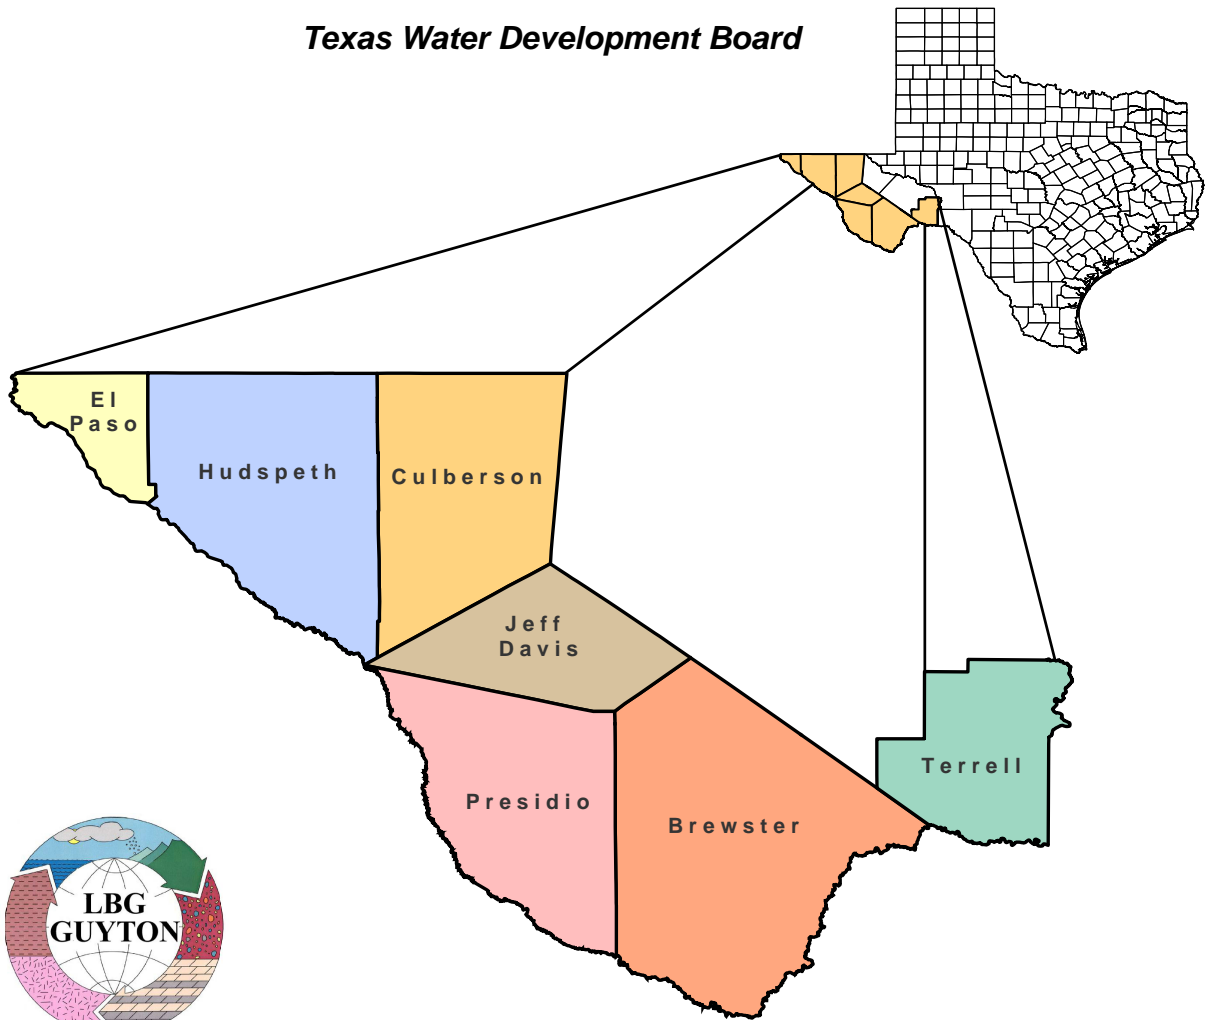 Texas Water Development Board
El
Paso
Hudspeth
Culberson
Jeff
Davis
Presidio
Brewster
Terrell
LBG
GUYTON